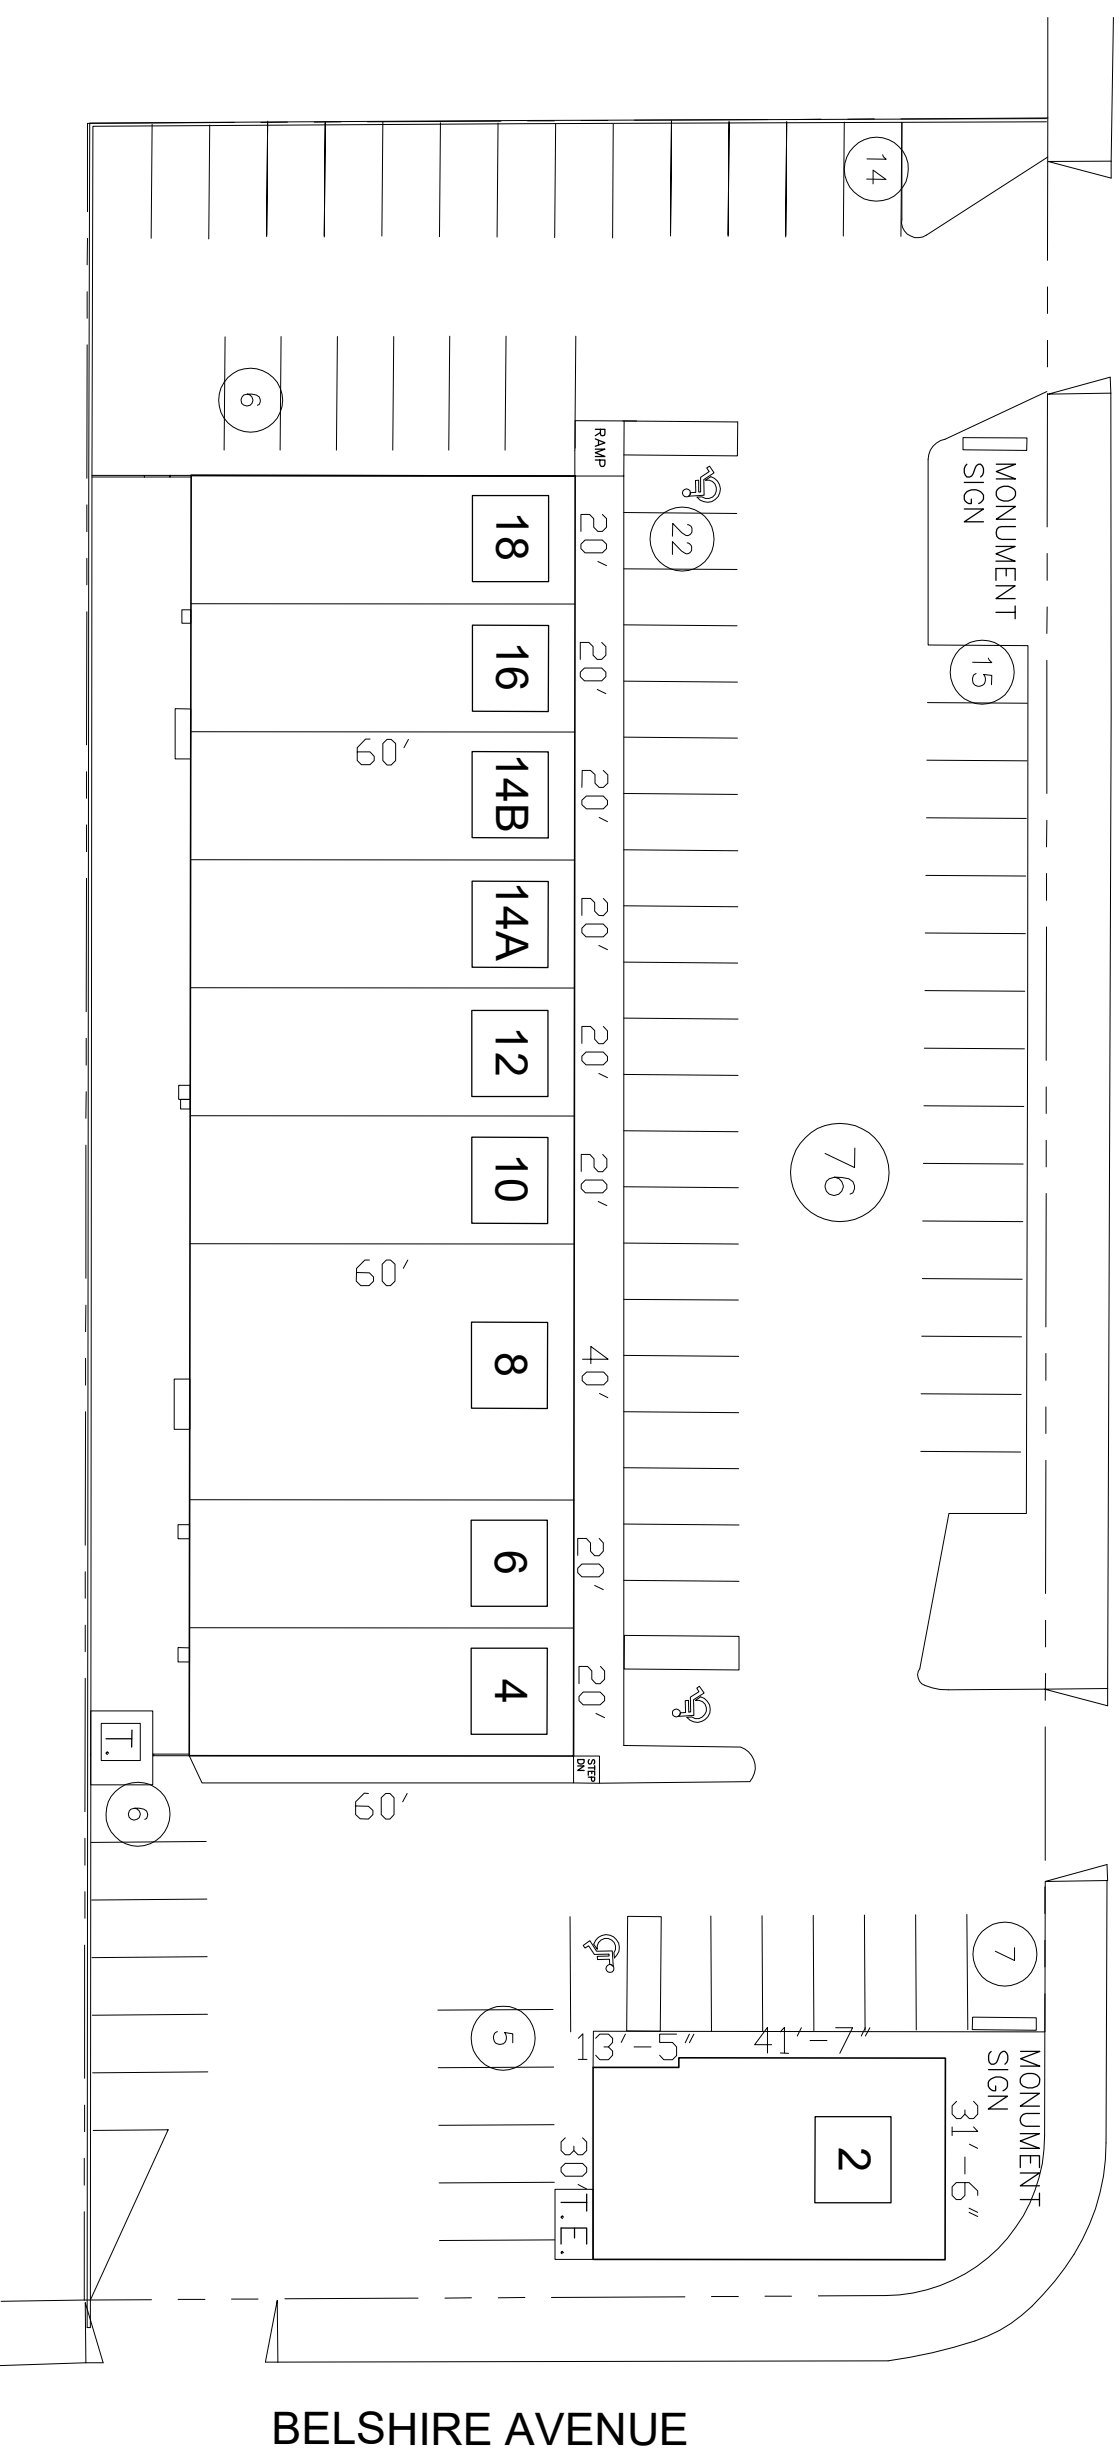 14
6
RAMP
MONUMENT
SIGN
22
18
20'
16
20'
15
60'
14B
20'
14A
20'
12
20'
10
20'
76
60'
8
40'
6
20'
4
20'
T.
STEP
DN
6
60'
7
5
13'-5"
41'-7"
MONUMENT
SIGN
2
31'-6"
30'
T.E.
BELSHIRE AVENUE